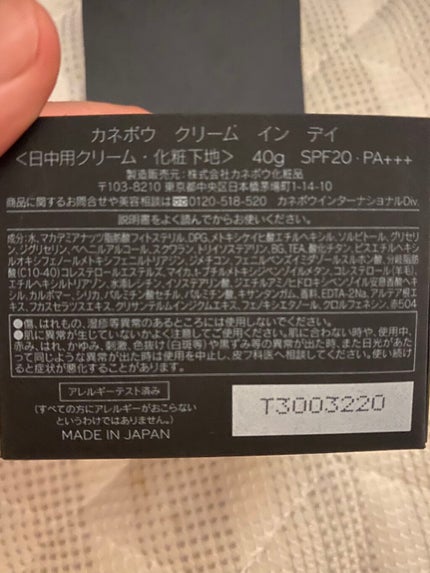 カネボウ クリーム イン デイ
<日中用クリーム・化粧下地> 40g SPF20・PA+++
製造販売元：株式会社カネボウ化粧品
〒103-8210 東京都中央区日本橋茅場町1-14-10
商品に関するお問合せや美容相談は 0120-518-520 カネボウインターナショナルDiv.
説明書をよく読んでからお使いください。
成分：水、マカデミアナッツ脂肪酸フィトステリル、DPG、メトキシケイヒ酸エチルヘキシル、ソルビトール、グリセリン、
ジグリセリン、ベヘニルアルコール、スクワラン、トリイソステアリン、BG、TEA、酸化チタン、ビスエチルヘキシ
ルオキシフェノールメトキシフェニルトリアジン、ジメチコン、フェニルベンズイミダゾールスルホン酸、分岐脂肪酸
(C10-40)コレステロールエステルズ、マイカ、t-ブチルメトキシジベンゾイルメタン、コレステロール(羊毛)、
エチルヘキシルトリアゾン、水添レシチン、イソステアリン酸、ジエチルアミノヒドロキシベンゾイル安息香酸ヘキ
シル、カルボマー、シリカ、パルミチン酸セチル、パルミチン酸、キサンタンガム、香料、EDTA-2Na、アルテア根エ
キス、フカスセラツスエキス、クリサンテルムインジクムエキス、フェノキシエタノール、クロルフェネシン、赤504
●傷、はれもの、湿疹等異常のあるところには使用しないでください。
●肌に異常が生じていないかよく注意して使用してください。肌に合わない時や、使用中、
赤み、はれ、かゆみ、刺激、色抜け(白斑等)や黒ずみ等の異常が出た時、また日光があた
って同じような異常が出た時は使用を中止し、皮フ科医へ相談してください。使い続け
ると症状が悪化することがあります。
アレルギーテスト済み
(すべての方にアレルギーがおこらない
というわけではありません。)
MADE IN JAPAN
T3003220